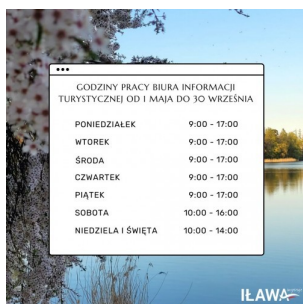 GODZINY PRACY BIURA INFORMACJI
TURYSTYCZNEJ OD 1 MAJA DO 30 WRZEŚNIA
PONIEDZIAŁEK 9:00 - 17:00
WTOREK 9:00 - 17:00
ŚRODA 9:00 - 17:00
CZWARTEK 9:00 - 17:00
PIĄTEK 9:00 - 17:00
SOBOTA 10:00 - 16:00
NIEDZIELA I ŚWIĘTA 10:00 - 14:00
IŁAWA